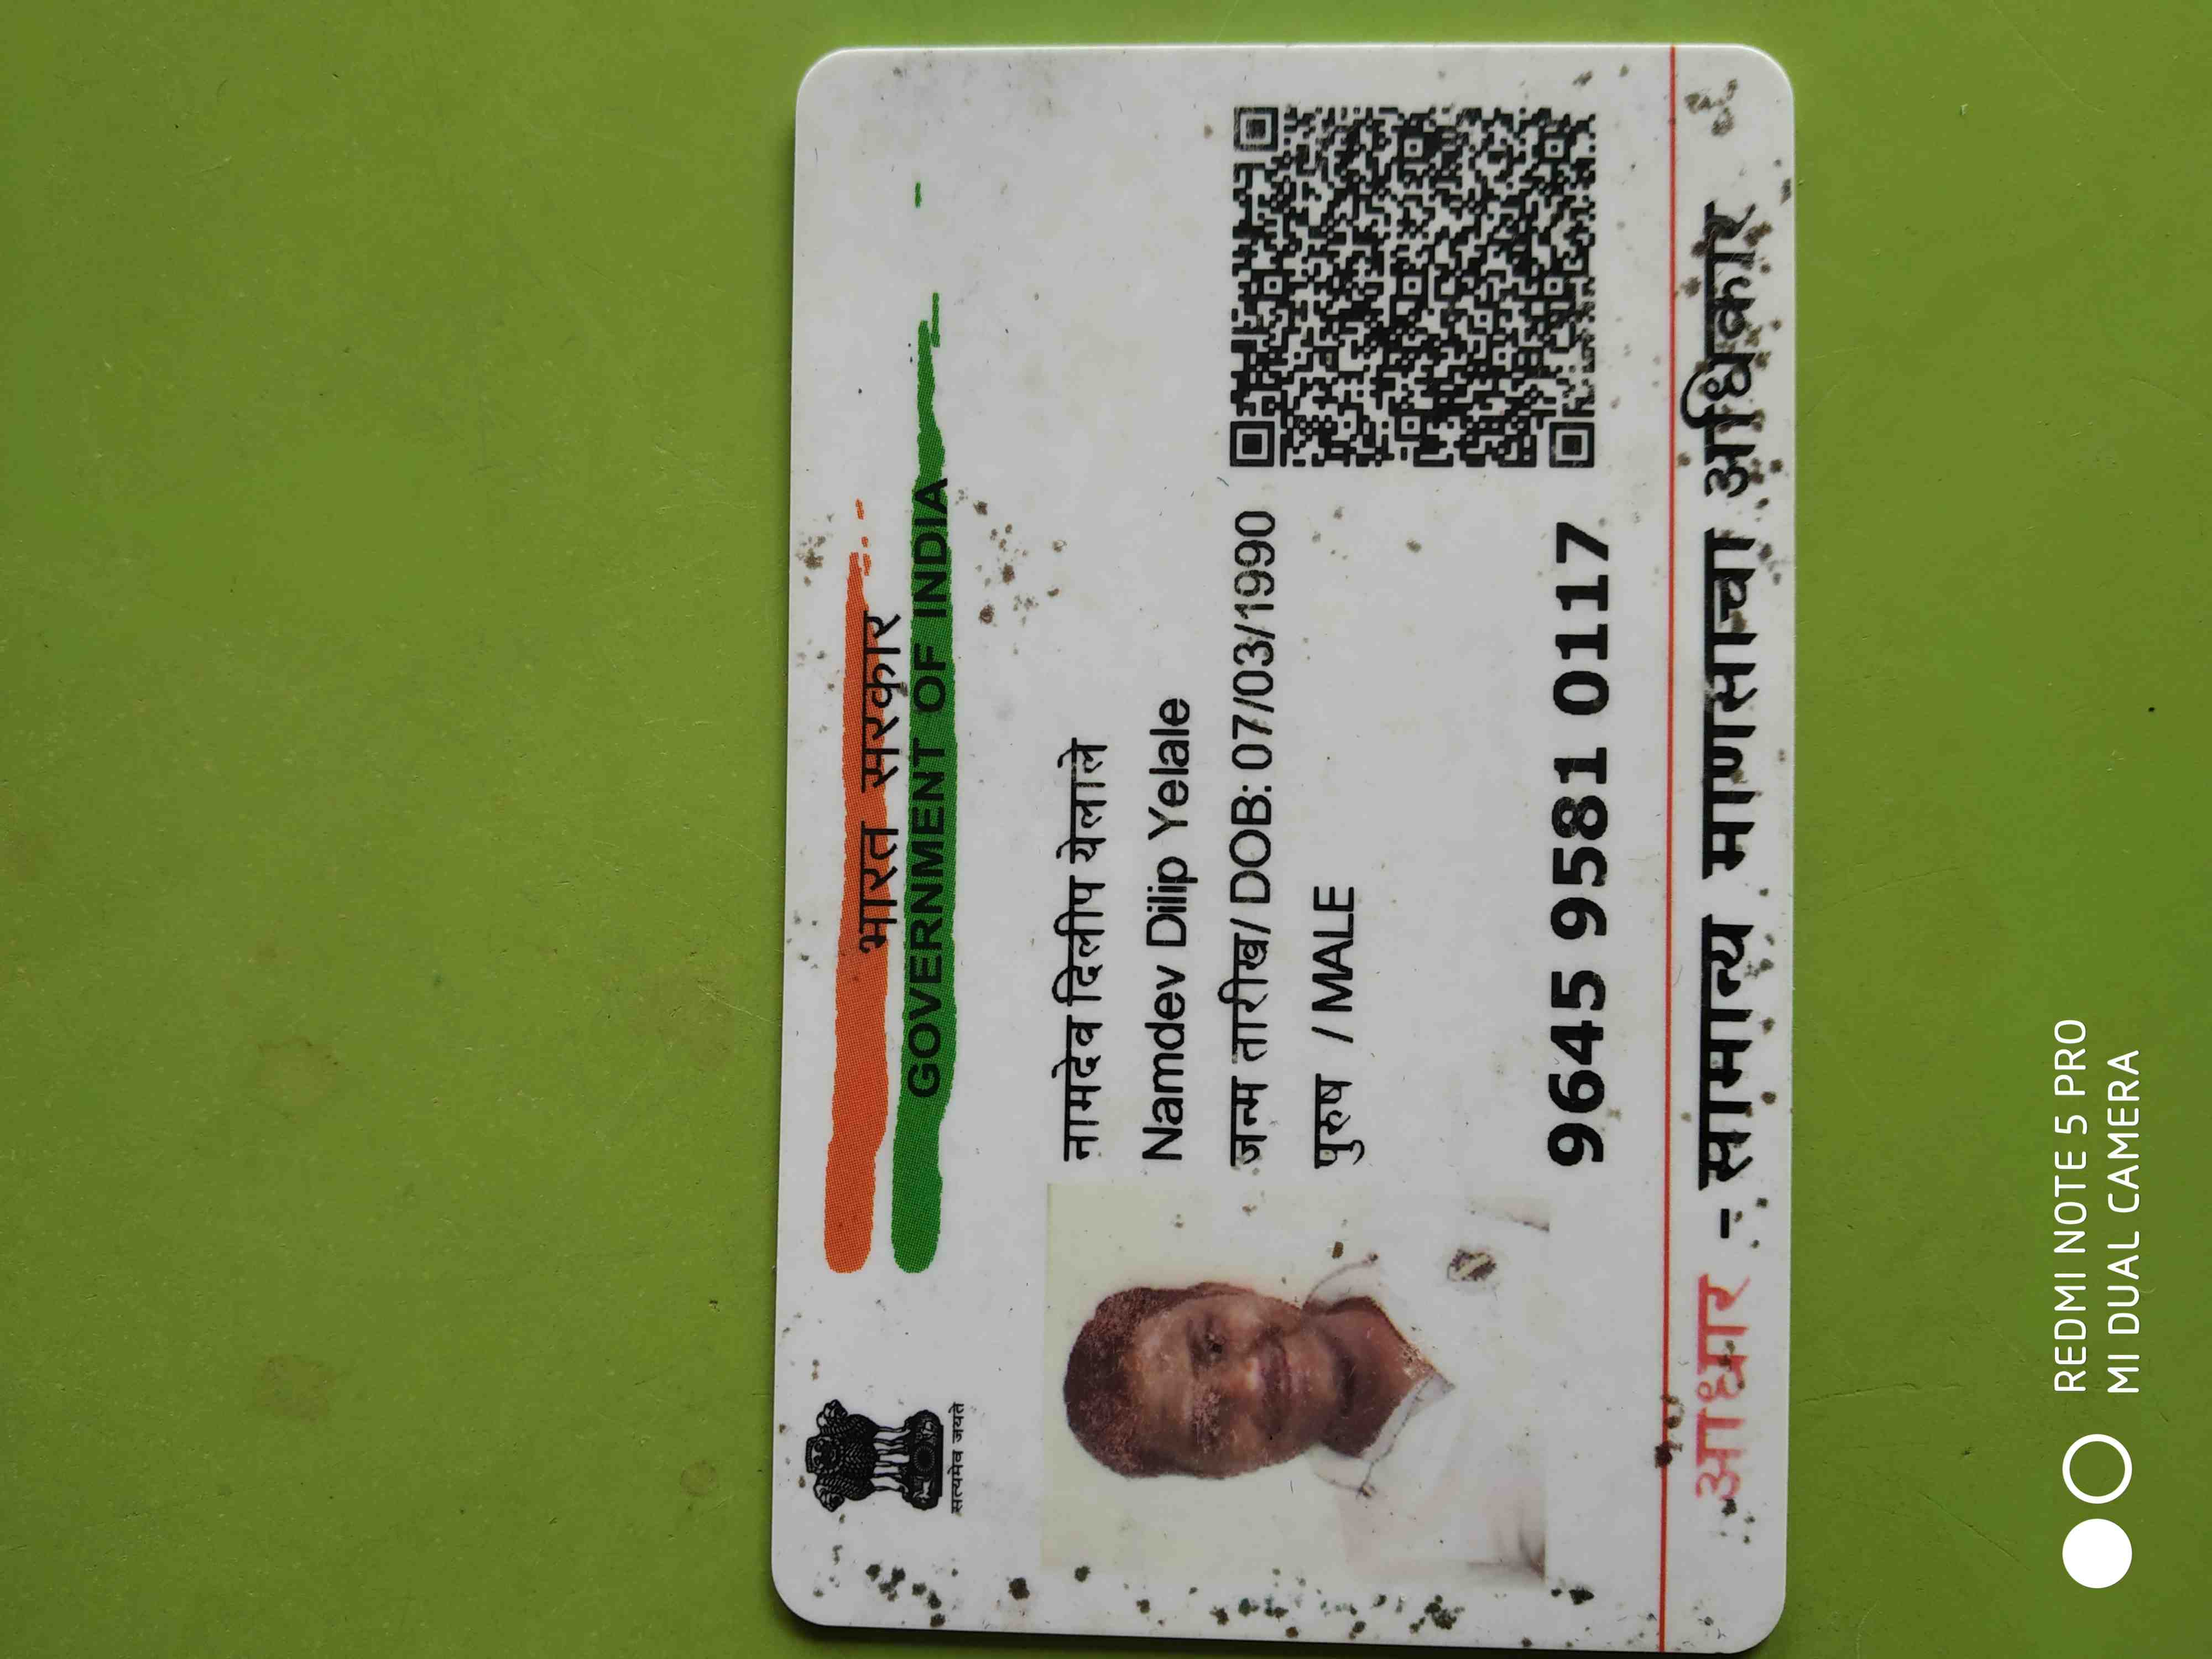 भारत सरकार
GOVERNMENT OF INDIA
सत्यमेव जयते
नामदेव दिलीप येलाले
Namdev Dilip Yelale
जन्म तारीख/ DOB: 07/03/1990
पुरुष / MALE
9645 9581 0117
आधार - सामान्य माणसाचा अधिकार
REDMI NOTE 5 PRO
MI DUAL CAMERA